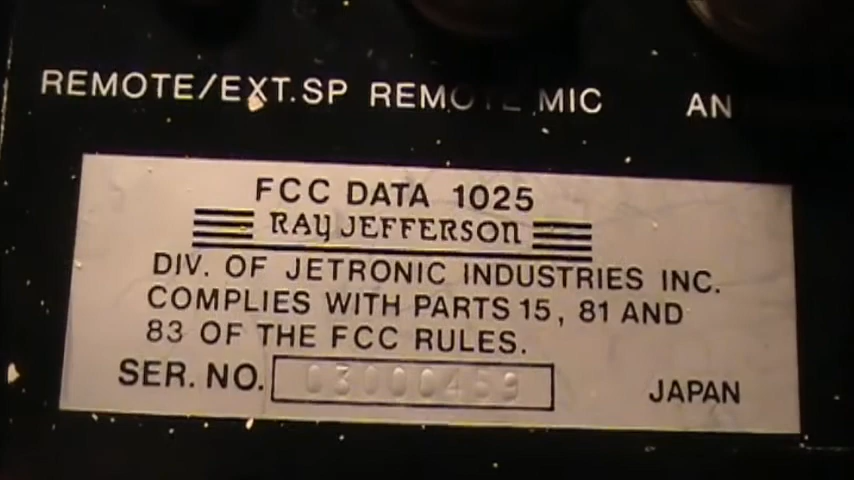 REMOTE/EXT.SP REMOTE MIC AN
FCC DATA 1025
RAY JEFFERSON
DIV. OF JETRONIC INDUSTRIES INC.
COMPLIES WITH PARTS 15, 81 AND
83 OF THE FCC RULES.
SER. NO.
JAPAN